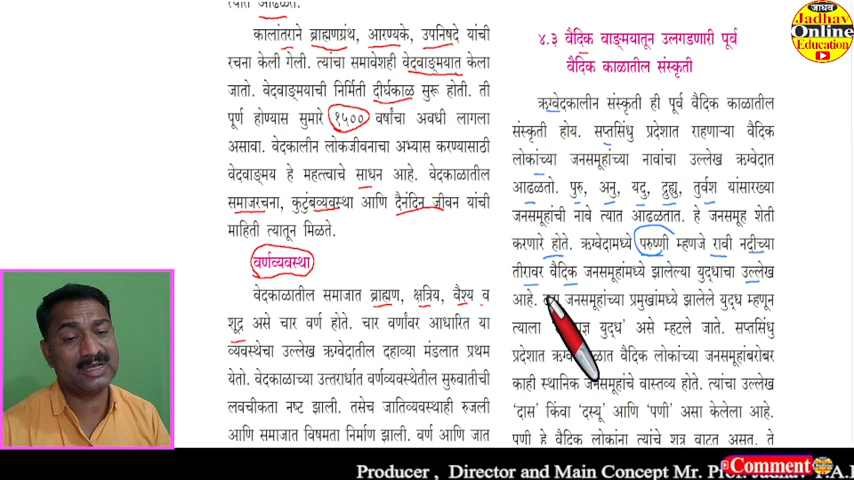 त्यात आढळते.
कालांतराने ब्राह्मणग्रंथ, आरण्यके, उपनिषदे यांची
रचना केली गेली. त्यांचा समावेशही वेदवाङ्मयात केला
जातो. वेदवाङ्मयाची निर्मिती दीर्घकाळ सुरू होती. ती
पूर्ण होण्यास सुमारे १५०० वर्षांचा अवधी लागला
असावा. वेदकालीन लोकजीवनाचा अभ्यास करण्यासाठी
वेदवाङ्मय हे महत्त्वाचे साधन आहे. वेदकाळातील
समाजरचना, कुटुंबव्यवस्था आणि दैनंदिन जीवन यांची
माहिती त्यातून मिळते.
वर्णव्यवस्था
वेदकाळातील समाजात ब्राह्मण, क्षत्रिय, वैश्य व
शूद्र असे चार वर्ण होते. चार वर्णांवर आधारित या
व्यवस्थेचा उल्लेख ऋग्वेदातील दहाव्या मंडलात प्रथम
येतो. वेदकाळाच्या उत्तरार्धात वर्णव्यवस्थेतील सुरुवातीची
लवचीकता नष्ट झाली. तसेच जातिव्यवस्थाही रुजली
आणि समाजात विषमता निर्माण झाली. वर्ण आणि जात
४.३ वैदिक वाङ्मयातून उलगडणारी पूर्व
वैदिक काळातील संस्कृती
ऋग्वेदकालीन संस्कृती ही पूर्व वैदिक काळातील
संस्कृती होय. सप्तसिंधु प्रदेशात राहणाऱ्या वैदिक
लोकांच्या जनसमूहांच्या नावांचा उल्लेख ऋग्वेदात
आढळतो. पुरु, अनु, यदु, द्रुह्यु, तुर्वश यांसारख्या
जनसमूहांची नावे त्यात आढळतात. हे जनसमूह शेती
करणारे होते. ऋग्वेदामध्ये परुष्णी म्हणजे रावी नदीच्या
तीरावर वैदिक जनसमूहांमध्ये झालेल्या युद्धाचा उल्लेख
आहे. जनसमूहांच्या प्रमुखांमध्ये झालेले युद्ध म्हणून
त्याला युद्ध' असे म्हटले जाते. सप्तसिंधु
प्रदेशात वैदिक लोकांच्या जनसमूहांबरोबर
काही स्थानिक जनसमूहांचे वास्तव्य होते. त्यांचा उल्लेख
'दास' किंवा 'दस्यू' आणि 'पणी' असा केलेला आहे.
पणी हे वैदिक लोकांना त्यांचे शत्रू वाटत असत. ते
जाधव
Jadhav
Online
Education
Producer , Director and Main Concept Mr. Prof. Jadhav
Comment